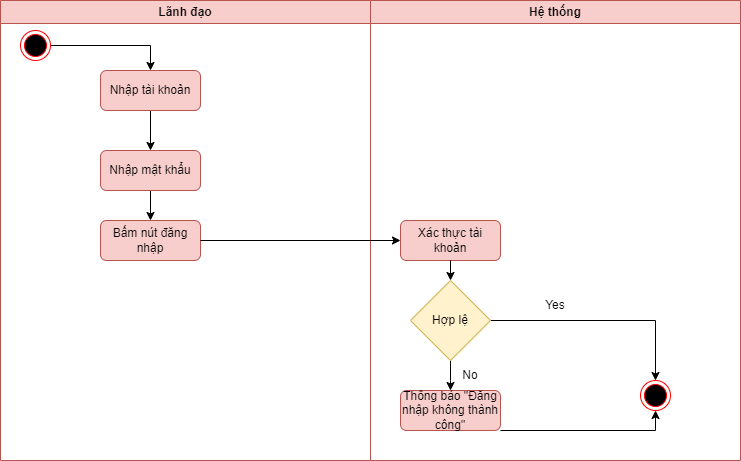 Lãnh đạo
Hệ thống
Nhập tài khoản
Nhập mật khẩu
Bấm nút đăng
nhập
Xác thực tài
khoản
Hợp lệ
Yes
No
Thông báo "Đăng
nhập không thành
công"